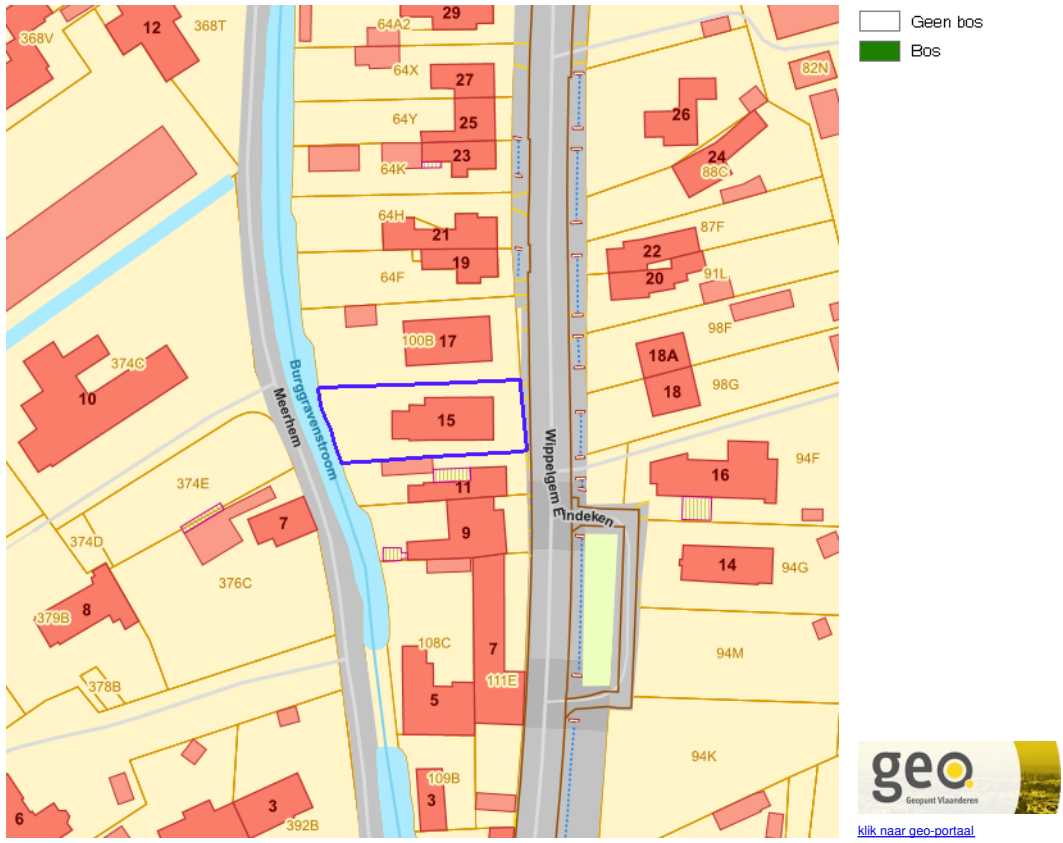 368V
12
368T
64A2
29
64X
27
64Y
25
23
64K
64H
21
19
64F
100B
17
15
11
9
7
108C
5
111E
109B
3
Burggravenstroom
Meerhem
374C
10
374E
7
374D
376C
8
379B
378B
6
3
392B
Wippelgem Eindeken
82N
26
24
88C
87F
22
20
91L
98F
18A
18
98G
16
94F
14
94G
94M
94K
Geen bos
Bos
geo
Geopunt Vlaanderen
klik naar geo-portaal